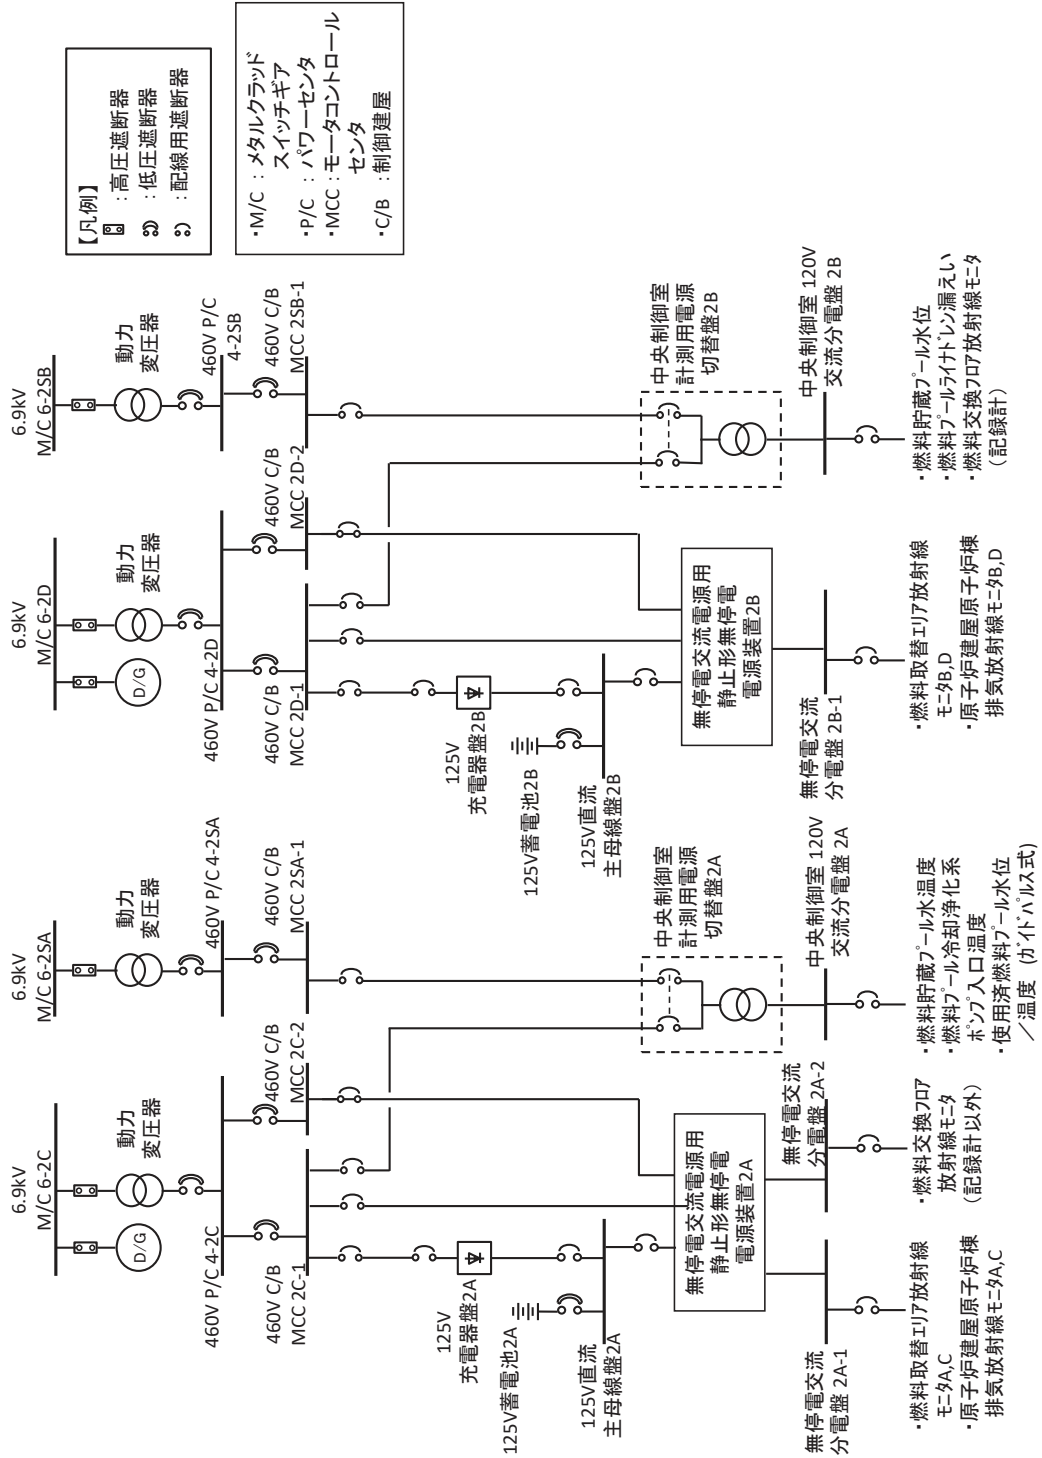 6.9kV
M/C 6-2C
6.9kV
M/C 6-2SA
6.9kV
M/C 6-2D
6.9kV
M/C 6-2SB
【凡例】
：高圧遮断器
：低圧遮断器
：配線用遮断器
D/G
動力
変圧器
動力
変圧器
D/G
動力
変圧器
動力
変圧器
460V P/C 4-2C
460V P/C 4-2SA
460V P/C 4-2D
460V P/C
4-2SB
・M/C ：メタルクラッド
スイッチギア
・P/C ：パワーセンタ
・MCC：モータコントロール
センタ
・C/B ：制御建屋
460V C/B
MCC 2C-1
460V C/B
MCC 2C-2
460V C/B
MCC 2SA-1
460V C/B
MCC 2D-1
460V C/B
MCC 2D-2
460V C/B
MCC 2SB-1
125V
充電器盤2A
125V
充電器盤2B
125V蓄電池2A
125V蓄電池2B
125V直流
主母線盤2A
125V直流
主母線盤2B
無停電交流電源用
静止形無停電
電源装置2A
中央制御室
計測用電源
切替盤2A
無停電交流電源用
静止形無停電
電源装置2B
中央制御室
計測用電源
切替盤2B
無停電交流
分電盤 2A-1
無停電交流
分電盤 2A-2
中央制御室 120V
交流分電盤 2A
無停電交流
分電盤 2B-1
中央制御室 120V
交流分電盤 2B
・燃料取替ｴﾘｱ放射線
ﾓﾆﾀA,C
・原子炉建屋原子炉棟
排気放射線ﾓﾆﾀA,C
・燃料交換ﾌﾛｱ
放射線ﾓﾆﾀ
（記録計以外）
・燃料貯蔵ﾌﾟｰﾙ水温度
・燃料ﾌﾟｰﾙ冷却浄化系
ﾎﾟﾝﾌﾟ入口温度
・使用済燃料ﾌﾟｰﾙ水位
／温度（ｶﾞｲﾄﾞﾊﾟﾙｽ式）
・燃料取替ｴﾘｱ放射線
ﾓﾆﾀB,D
・原子炉建屋原子炉棟
排気放射線ﾓﾆﾀB,D
・燃料貯蔵ﾌﾟｰﾙ水位
・燃料ﾌﾟｰﾙﾗｲﾅﾄﾞﾚﾝ漏えい
・燃料交換ﾌﾛｱ放射線ﾓﾆﾀ
（記録計）